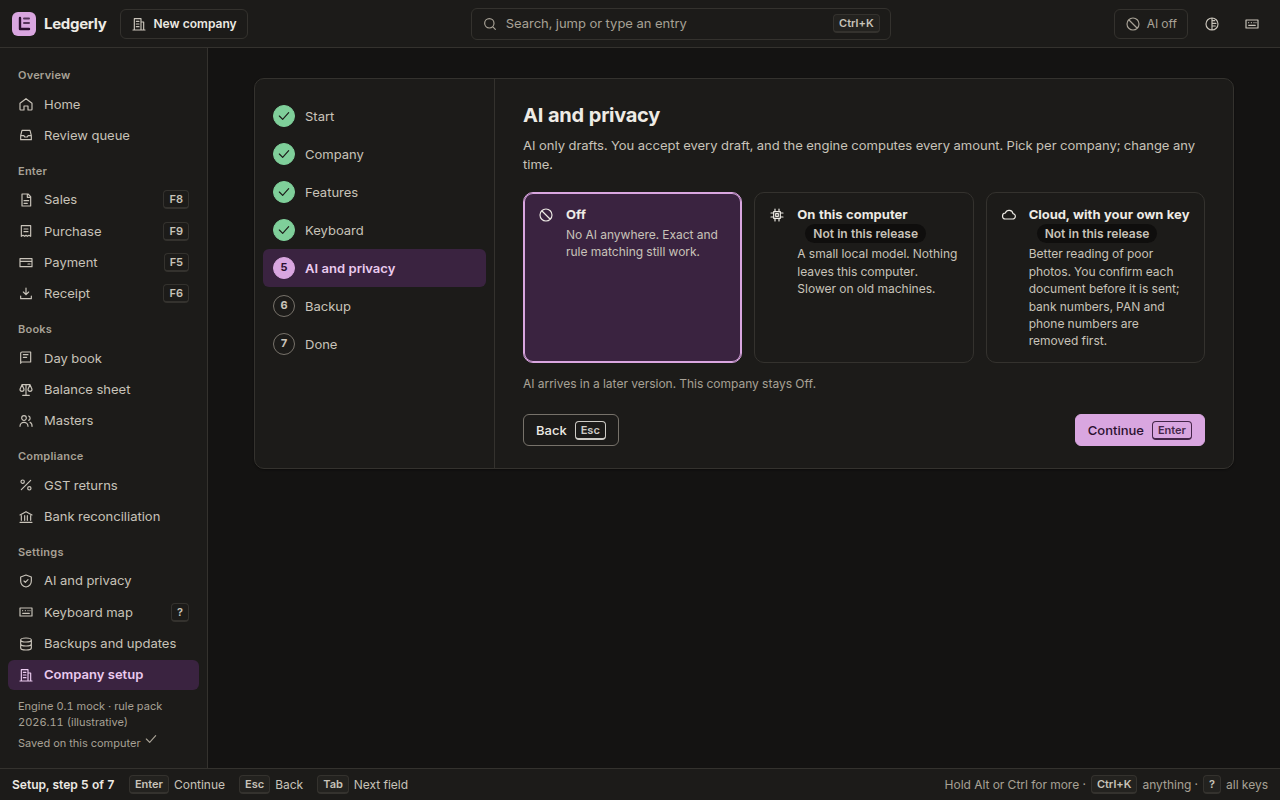 Ledgerly
New company
Search, jump or type an entry
Ctrl+K
AI off
Overview
Home
Review queue
Enter
Sales F8
Purchase F9
Payment F5
Receipt F6
Books
Day book
Balance sheet
Masters
Compliance
GST returns
Bank reconciliation
Settings
AI and privacy
Keyboard map ?
Backups and updates
Company setup
Engine 0.1 mock · rule pack
2026.11 (illustrative)
Saved on this computer
Start
Company
Features
Keyboard
5 AI and privacy
6 Backup
7 Done
AI and privacy
AI only drafts. You accept every draft, and the engine computes every amount. Pick per company; change any
time.
Off
No AI anywhere. Exact and
rule matching still work.
On this computer
Not in this release
A small local model. Nothing
leaves this computer.
Slower on old machines.
Cloud, with your own key
Not in this release
Better reading of poor
photos. You confirm each
document before it is sent;
bank numbers, PAN and
phone numbers are
removed first.
AI arrives in a later version. This company stays Off.
Back Esc
Continue Enter
Setup, step 5 of 7 Enter Continue Esc Back Tab Next field
Hold Alt or Ctrl for more · Ctrl+K anything · ? all keys